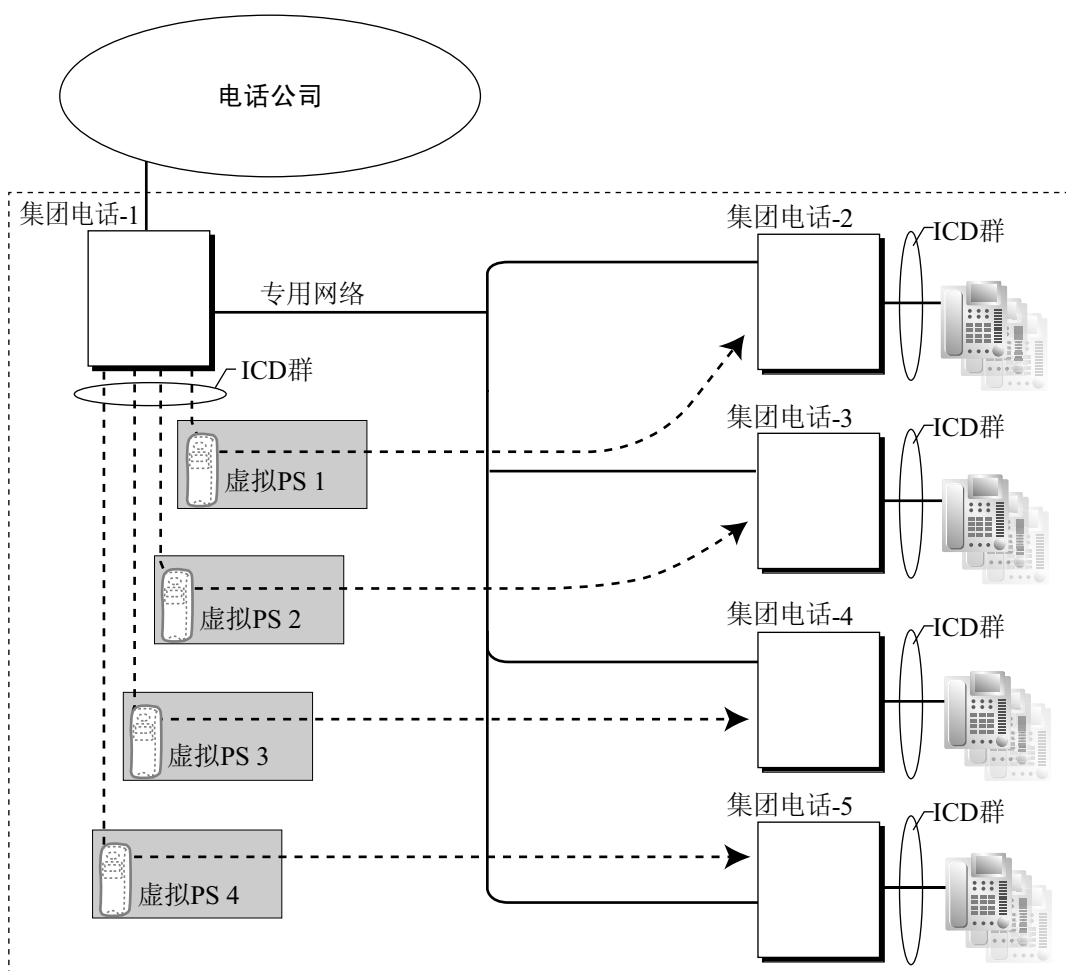 电话公司
集团电话-1
专用网络
ICD群
虚拟PS 1
虚拟PS 2
虚拟PS 3
虚拟PS 4
集团电话-2
ICD群
集团电话-3
ICD群
集团电话-4
ICD群
集团电话-5
ICD群